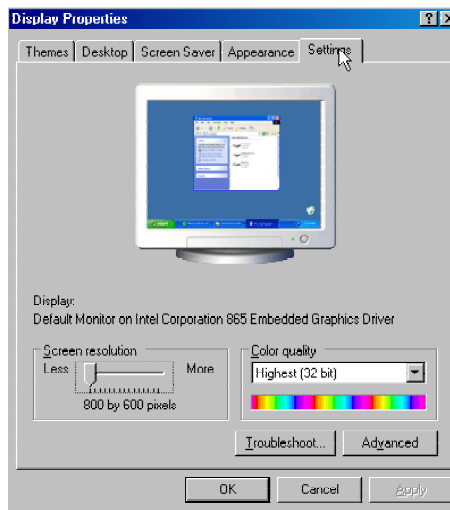 Display Properties
Themes Desktop Screen Saver Appearance Settings
Display:
Default Monitor on Intel Corporation 865 Embedded Graphics Driver
Screen resolution
Less More
800 by 600 pixels
Color quality
Highest (32 bit)
Troubleshoot... Advanced
OK Cancel Apply